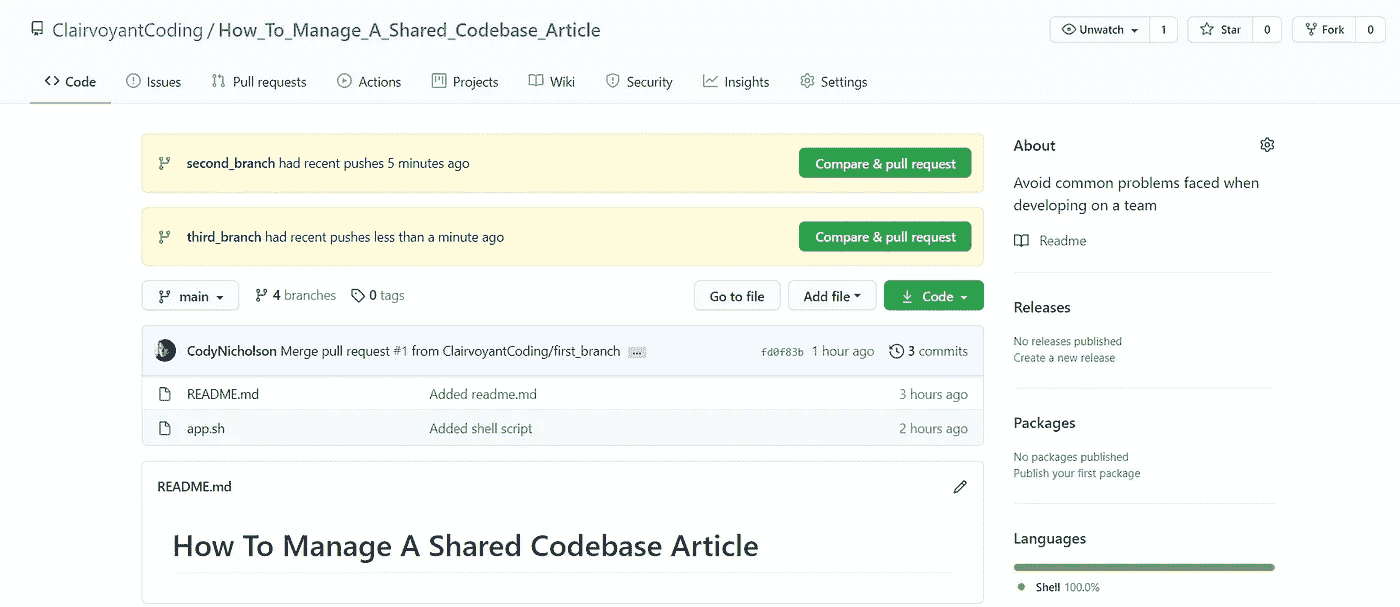 ClairvoyantCoding / How_To_Manage_A_Shared_Codebase_Article
Unwatch 1 Star 0 Fork 0
Code Issues Pull requests Actions Projects Wiki Security Insights Settings
second_branch had recent pushes 5 minutes ago Compare & pull request
third_branch had recent pushes less than a minute ago Compare & pull request
main 4 branches 0 tags Go to file Add file Code
CodyNicholson Merge pull request #1 from ClairvoyantCoding/first_branch ... fd0f83b 1 hour ago 3 commits
README.md Added readme.md 3 hours ago
app.sh Added shell script 2 hours ago
README.md
How To Manage A Shared Codebase Article
About
Avoid common problems faced when
developing on a team
Readme
Releases
No releases published
Create a new release
Packages
No packages published
Publish your first package
Languages
Shell 100.0%